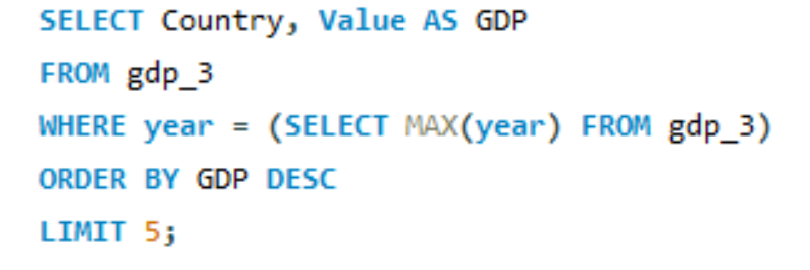 SELECT Country, Value AS GDP
FROM gdp_3
WHERE year = (SELECT MAX(year) FROM gdp_3)
ORDER BY GDP DESC
LIMIT 5;